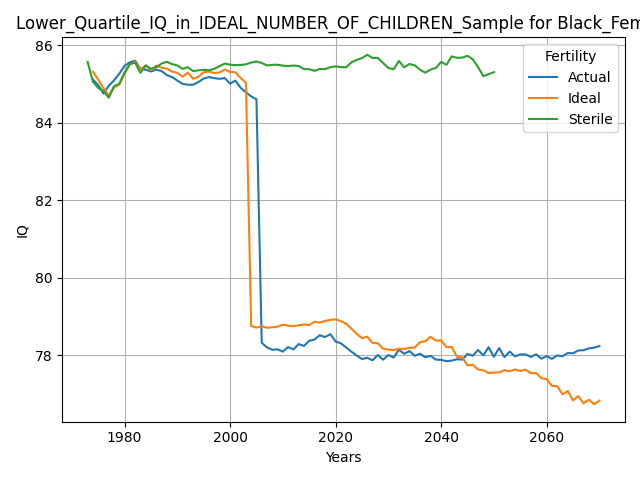 Lower_Quartile_IQ_in_IDEAL_NUMBER_OF_CHILDREN_Sample for Black_Fem
86
84
82
80
78
IQ
1980
2000
2020
2040
2060
Years
Fertility
Actual
Ideal
Sterile